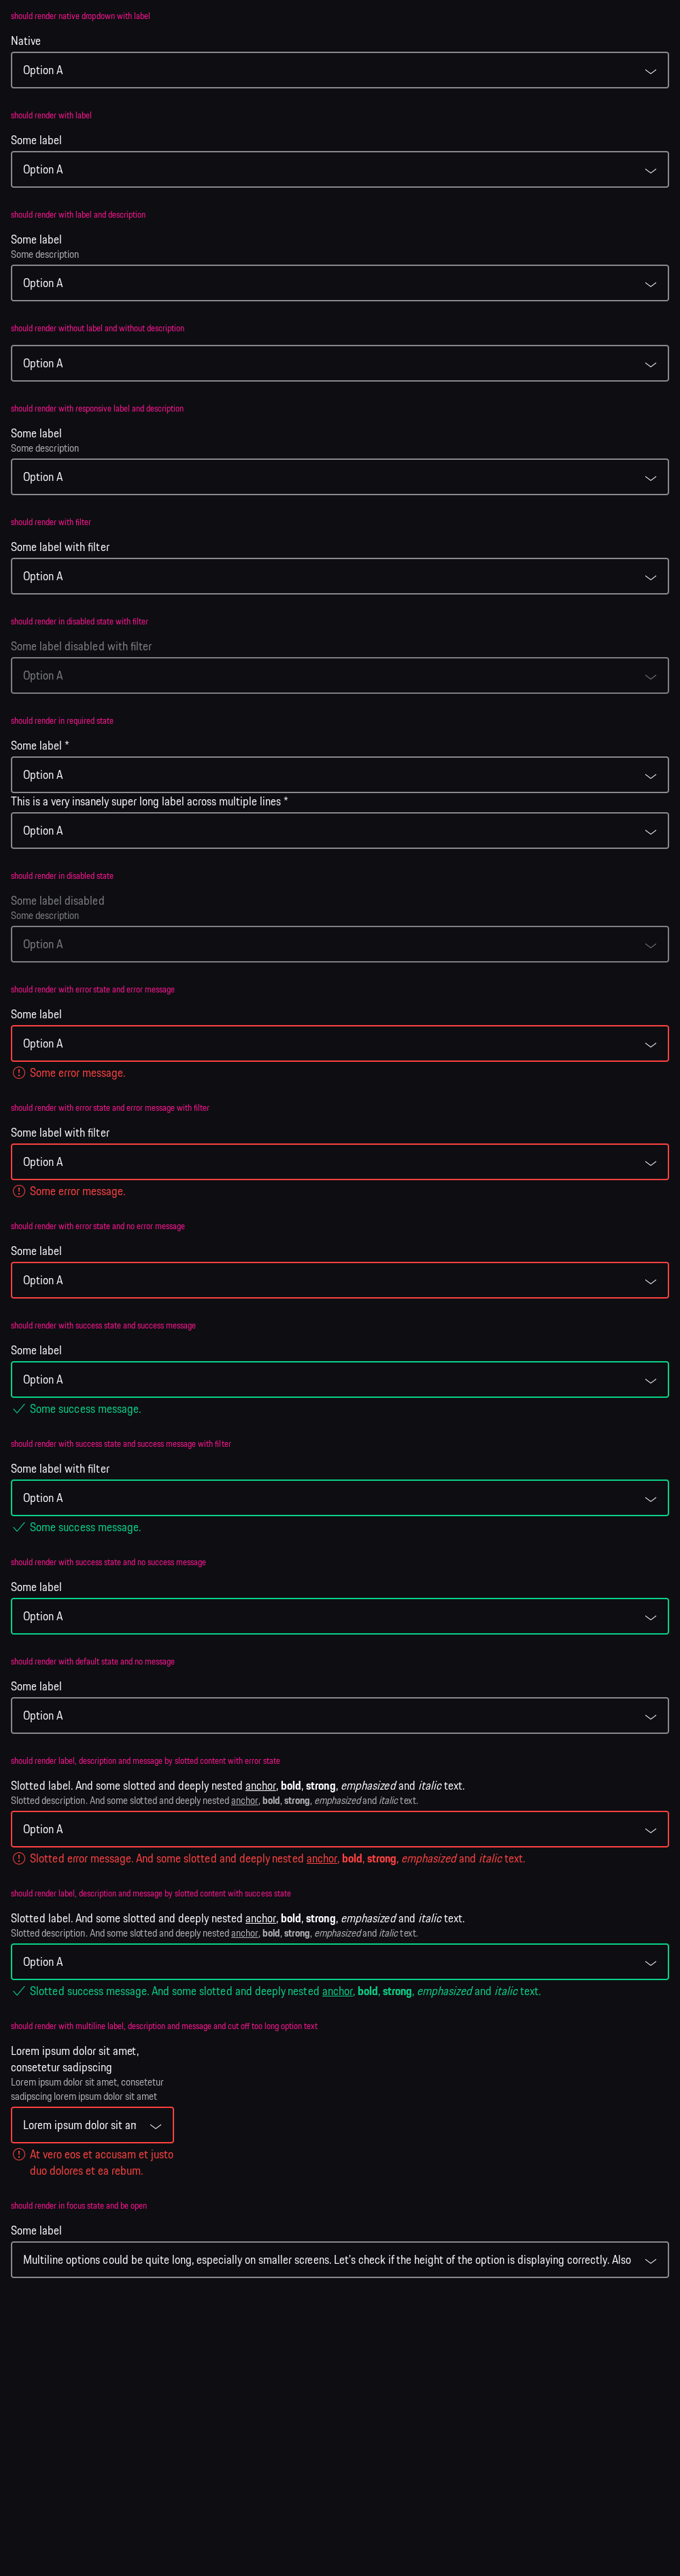 should render native dropdown with label
Native
Option A
should render with label
Some label
Option A
should render with label and description
Some label
Some description
Option A
should render without label and without description
Option A
should render with responsive label and description
Some label
Some description
Option A
should render with filter
Some label with filter
Option A
should render in disabled state with filter
Some label disabled with filter
Option A
should render in required state
Some label *
Option A
This is a very insanely super long label across multiple lines *
Option A
should render in disabled state
Some label disabled
Some description
Option A
should render with error state and error message
Some label
Option A
Some error message.
should render with error state and error message with filter
Some label with filter
Option A
Some error message.
should render with error state and no error message
Some label
Option A
should render with success state and success message
Some label
Option A
Some success message.
should render with success state and success message with filter
Some label with filter
Option A
Some success message.
should render with success state and no success message
Some label
Option A
should render with default state and no message
Some label
Option A
should render label, description and message by slotted content with error state
Slotted label. And some slotted and deeply nested anchor, bold, strong, emphasized and italic text.
Slotted description. And some slotted and deeply nested anchor, bold, strong, emphasized and italic text.
Option A
Slotted error message. And some slotted and deeply nested anchor, bold, strong, emphasized and italic text.
should render label, description and message by slotted content with success state
Slotted label. And some slotted and deeply nested anchor, bold, strong, emphasized and italic text.
Slotted description. And some slotted and deeply nested anchor, bold, strong, emphasized and italic text.
Option A
Slotted success message. And some slotted and deeply nested anchor, bold, strong, emphasized and italic text.
should render with multiline label, description and message and cut off too long option text
Lorem ipsum dolor sit amet,
consetetur sadipscing
Lorem ipsum dolor sit amet, consetetur
sadipscing lorem ipsum dolor sit amet
Lorem ipsum dolor sit am
At vero eos et accusam et justo
duo dolores et ea rebum.
should render in focus state and be open
Some label
Multiline options could be quite long, especially on smaller screens. Let's check if the height of the option is displaying correctly. Also